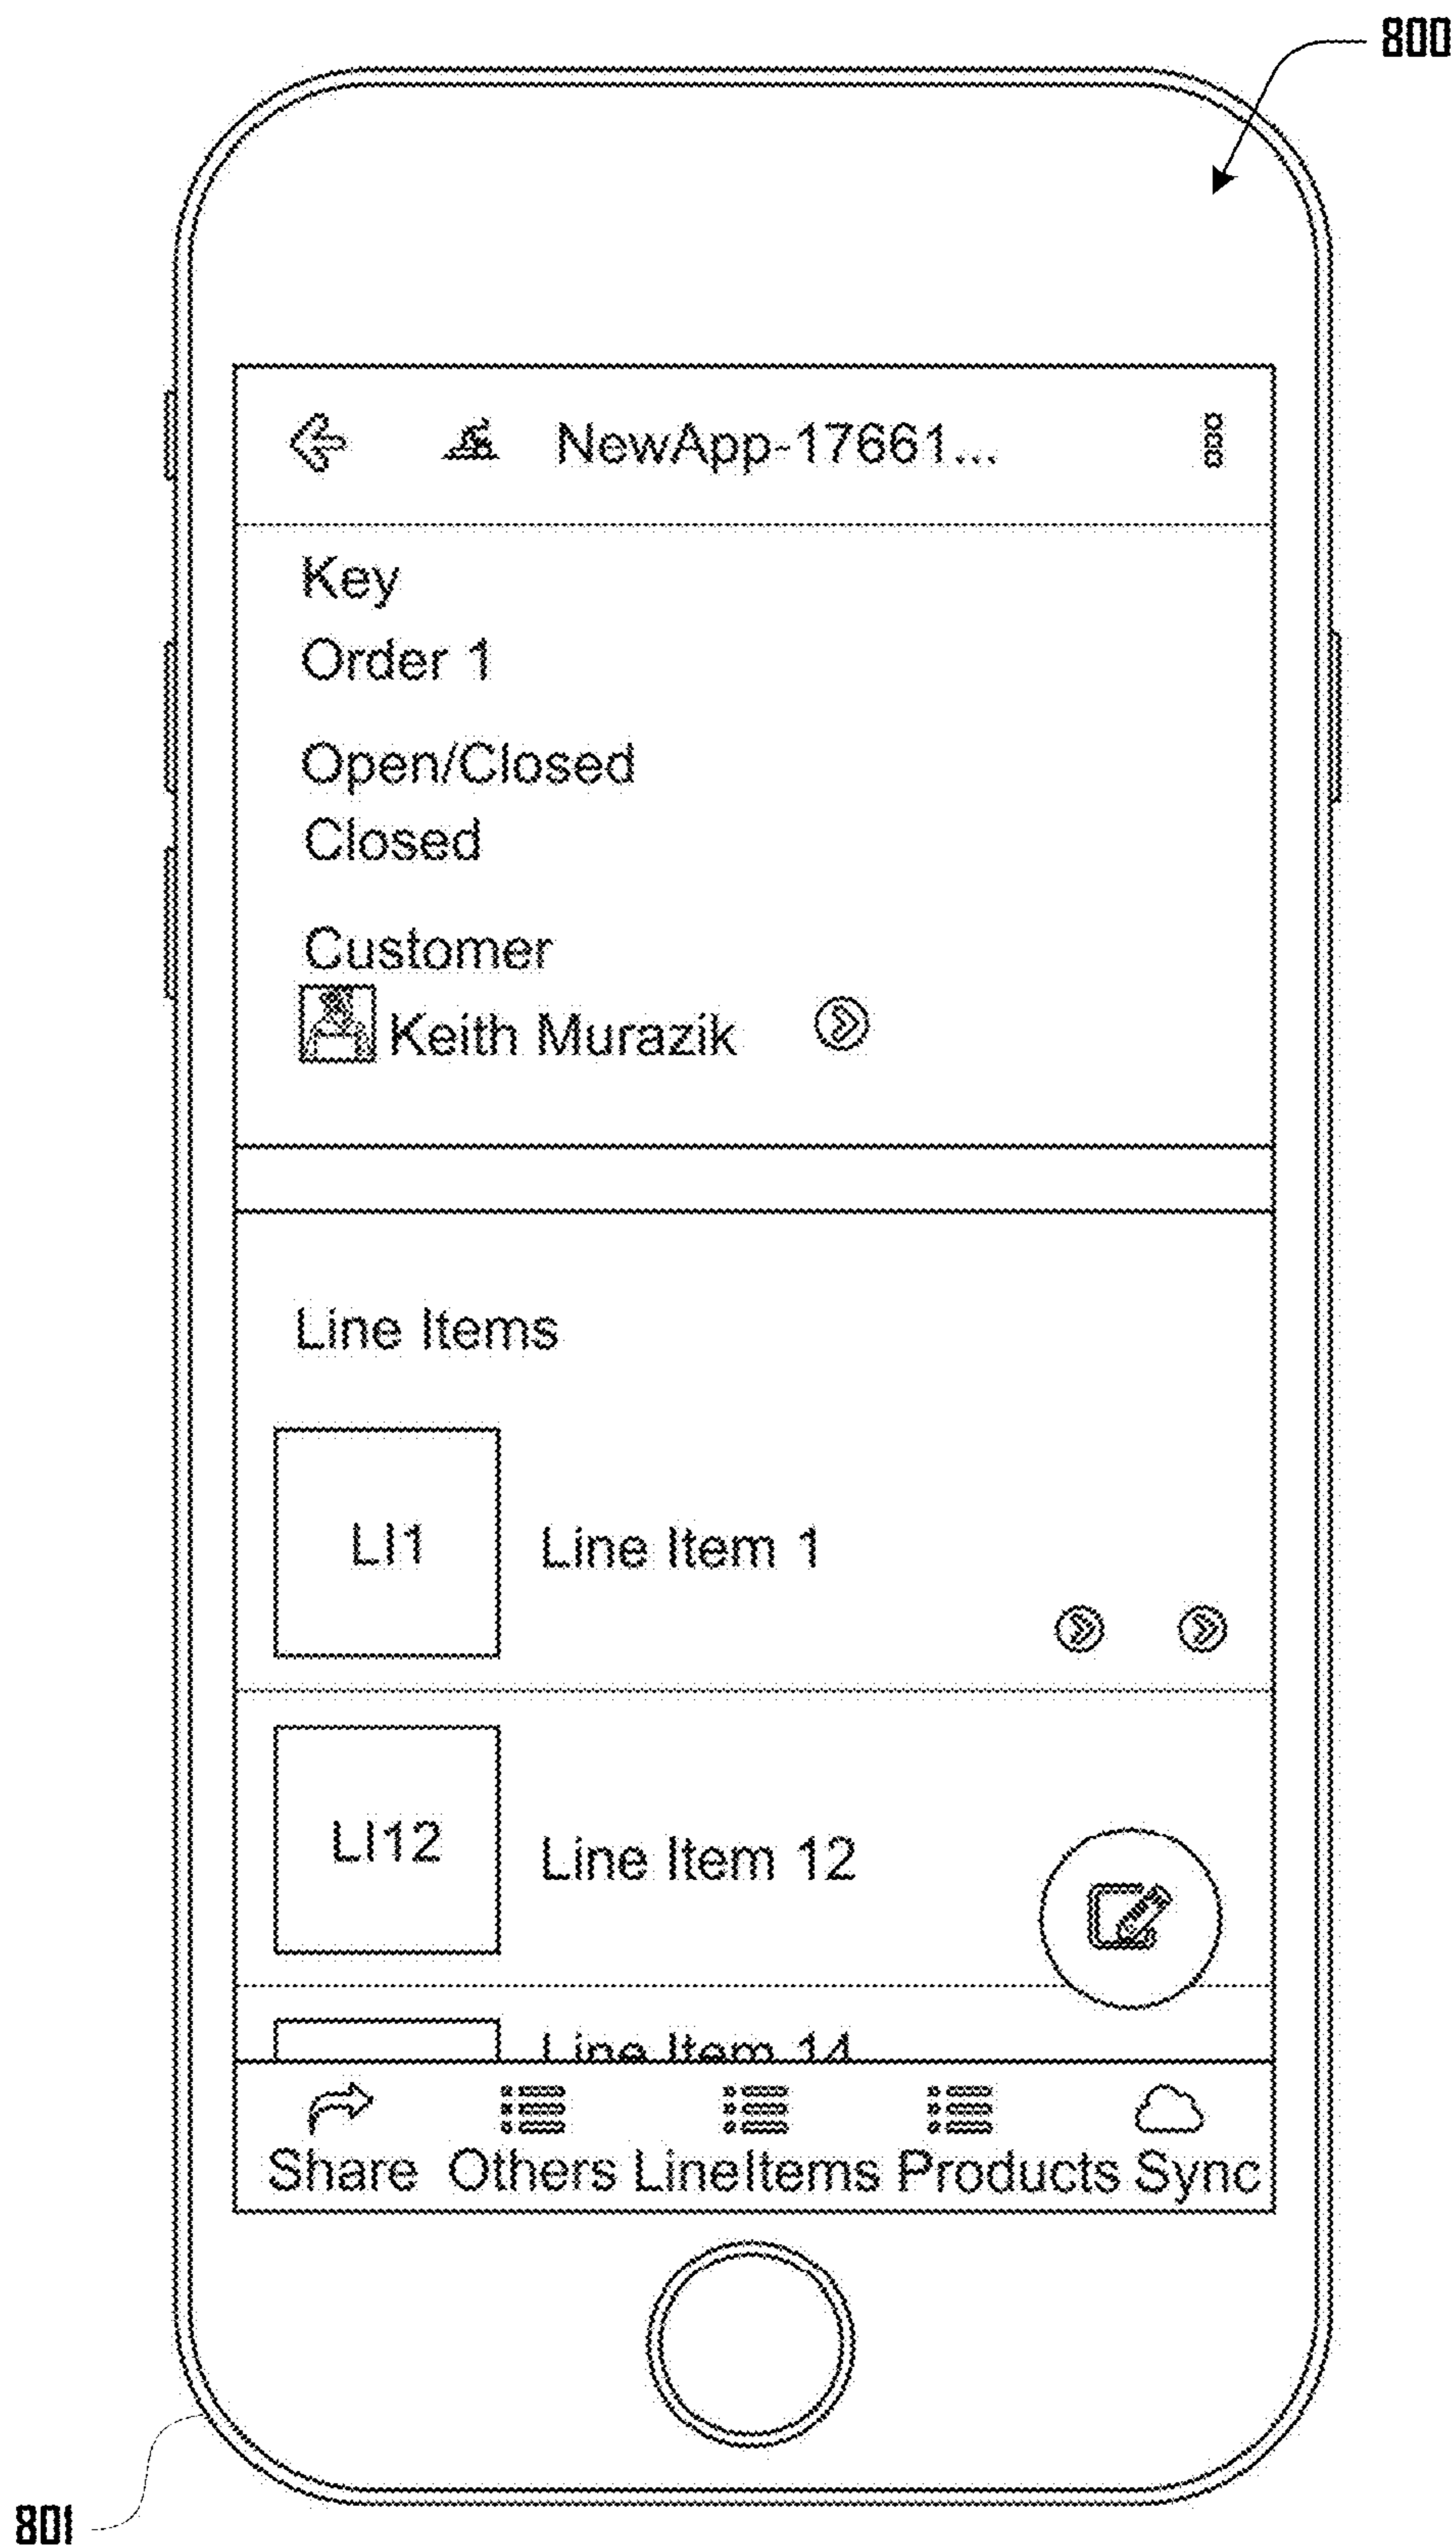 800
NewApp-17661...
Key
Order 1
Open/Closed
Closed
Customer
Keith Murazik
Line Items
LI1
Line Item 1
LI12
Line Item 12
Line Item 14
Share Others LineItems Products Sync
801